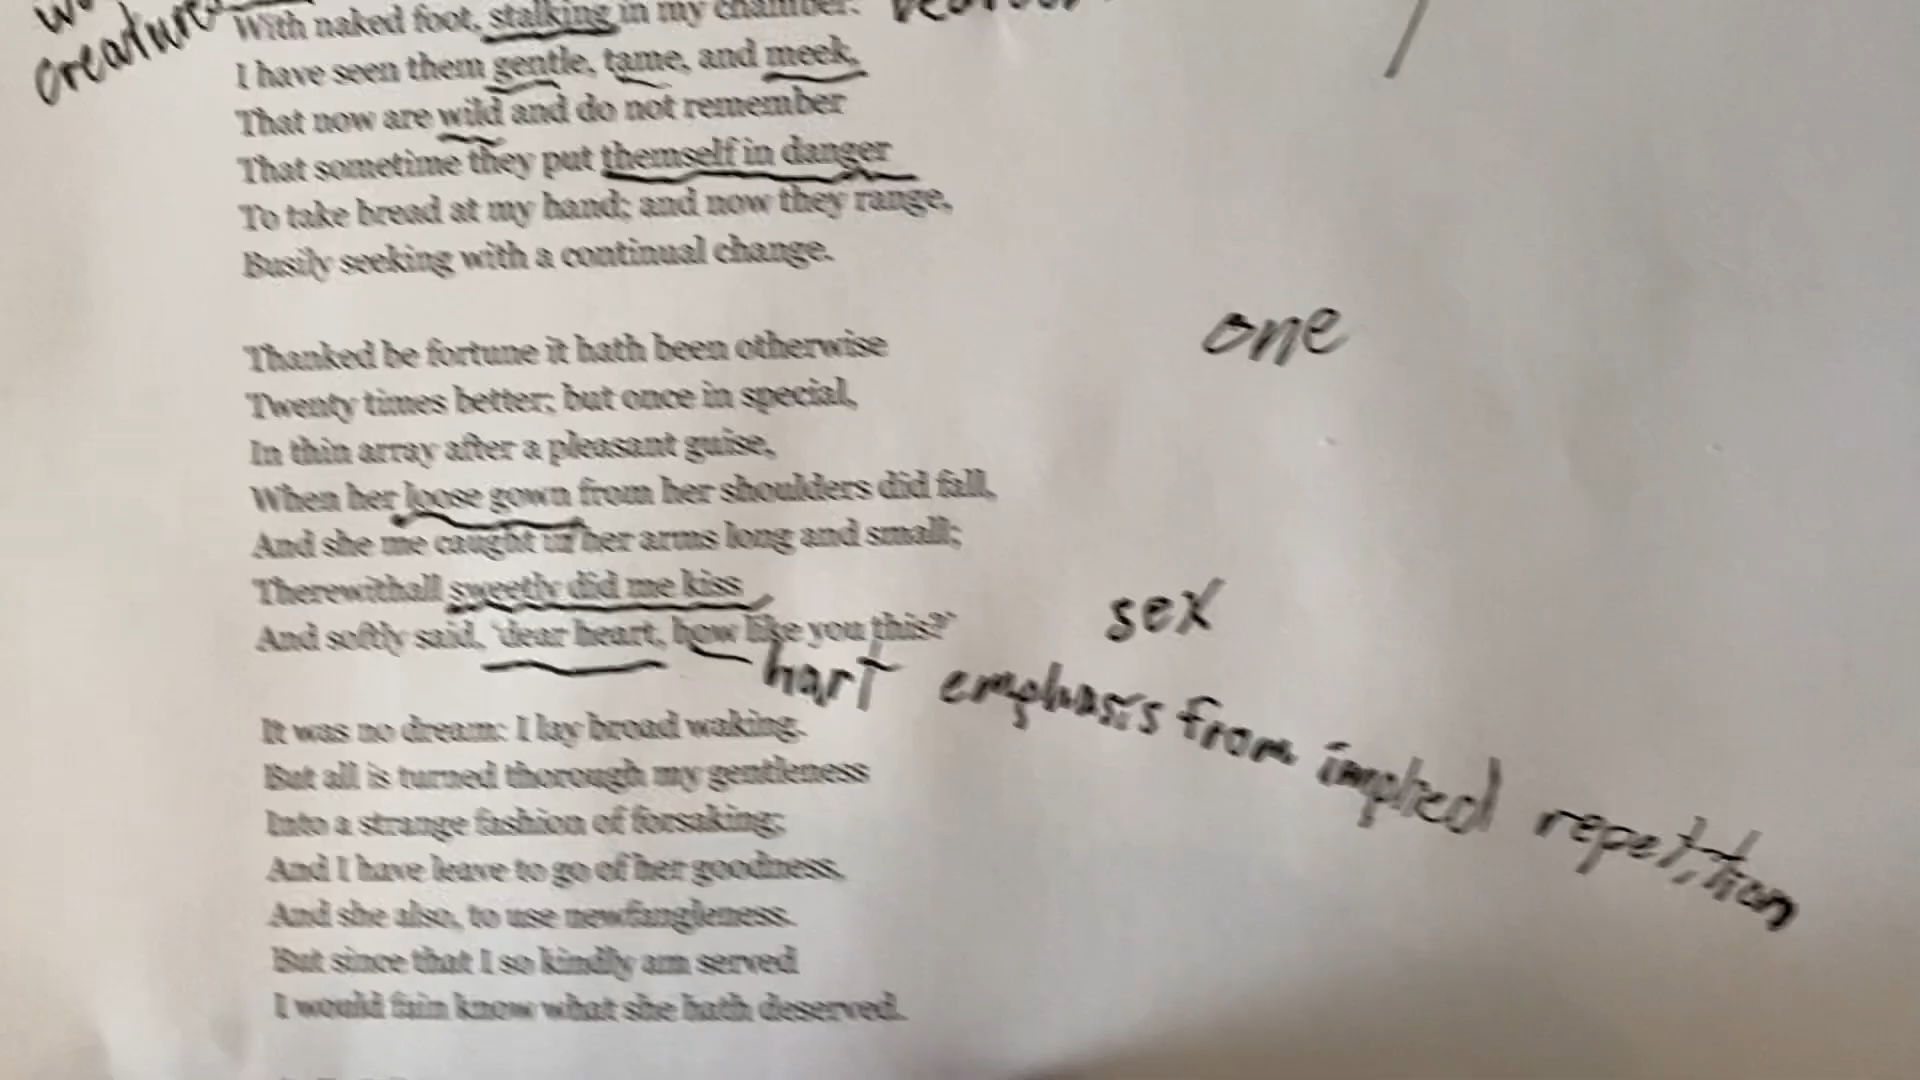 creature
With naked foot, stalking in my chamber.
I have seen them gentle, tame, and meek,
That now are wild and do not remember
That sometime they put themself in danger
To take bread at my hand; and now they range,
Busily seeking with a continual change.
one
Thanked be fortune it hath been otherwise
Twenty times better; but once in special,
In thin array after a pleasant guise,
When her loose gown from her shoulders did fall,
And she me caught in her arms long and small;
Therewithall sweetly did me kiss
sex
And softly said, 'dear heart, how like you this?'
hart emphasis from implied repetition
It was no dream: I lay broad waking.
But all is turned thorough my gentleness
Into a strange fashion of forsaking;
And I have leave to go of her goodness,
And she also, to use newfangleness.
But since that I so kindly am served
I would fain know what she hath deserved.